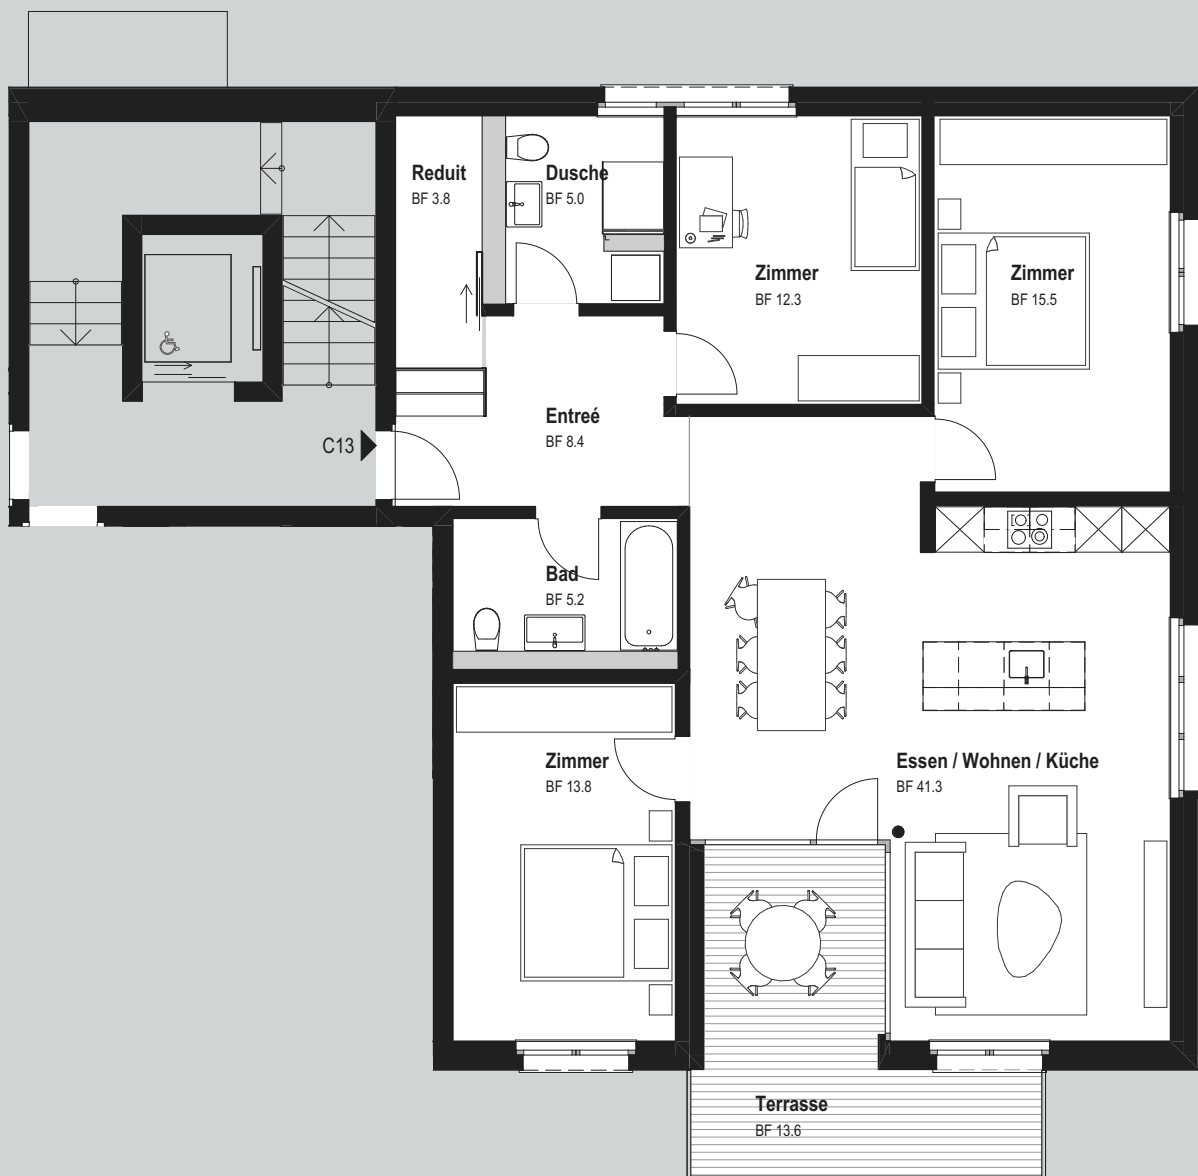 Reduit
BF 3.8
Dusche
BF 5.0
Zimmer
BF 12.3
Zimmer
BF 15.5
Entreé
BF 8.4
C13
Bad
BF 5.2
Zimmer
BF 13.8
Essen / Wohnen / Küche
BF 41.3
Terrasse
BF 13.6